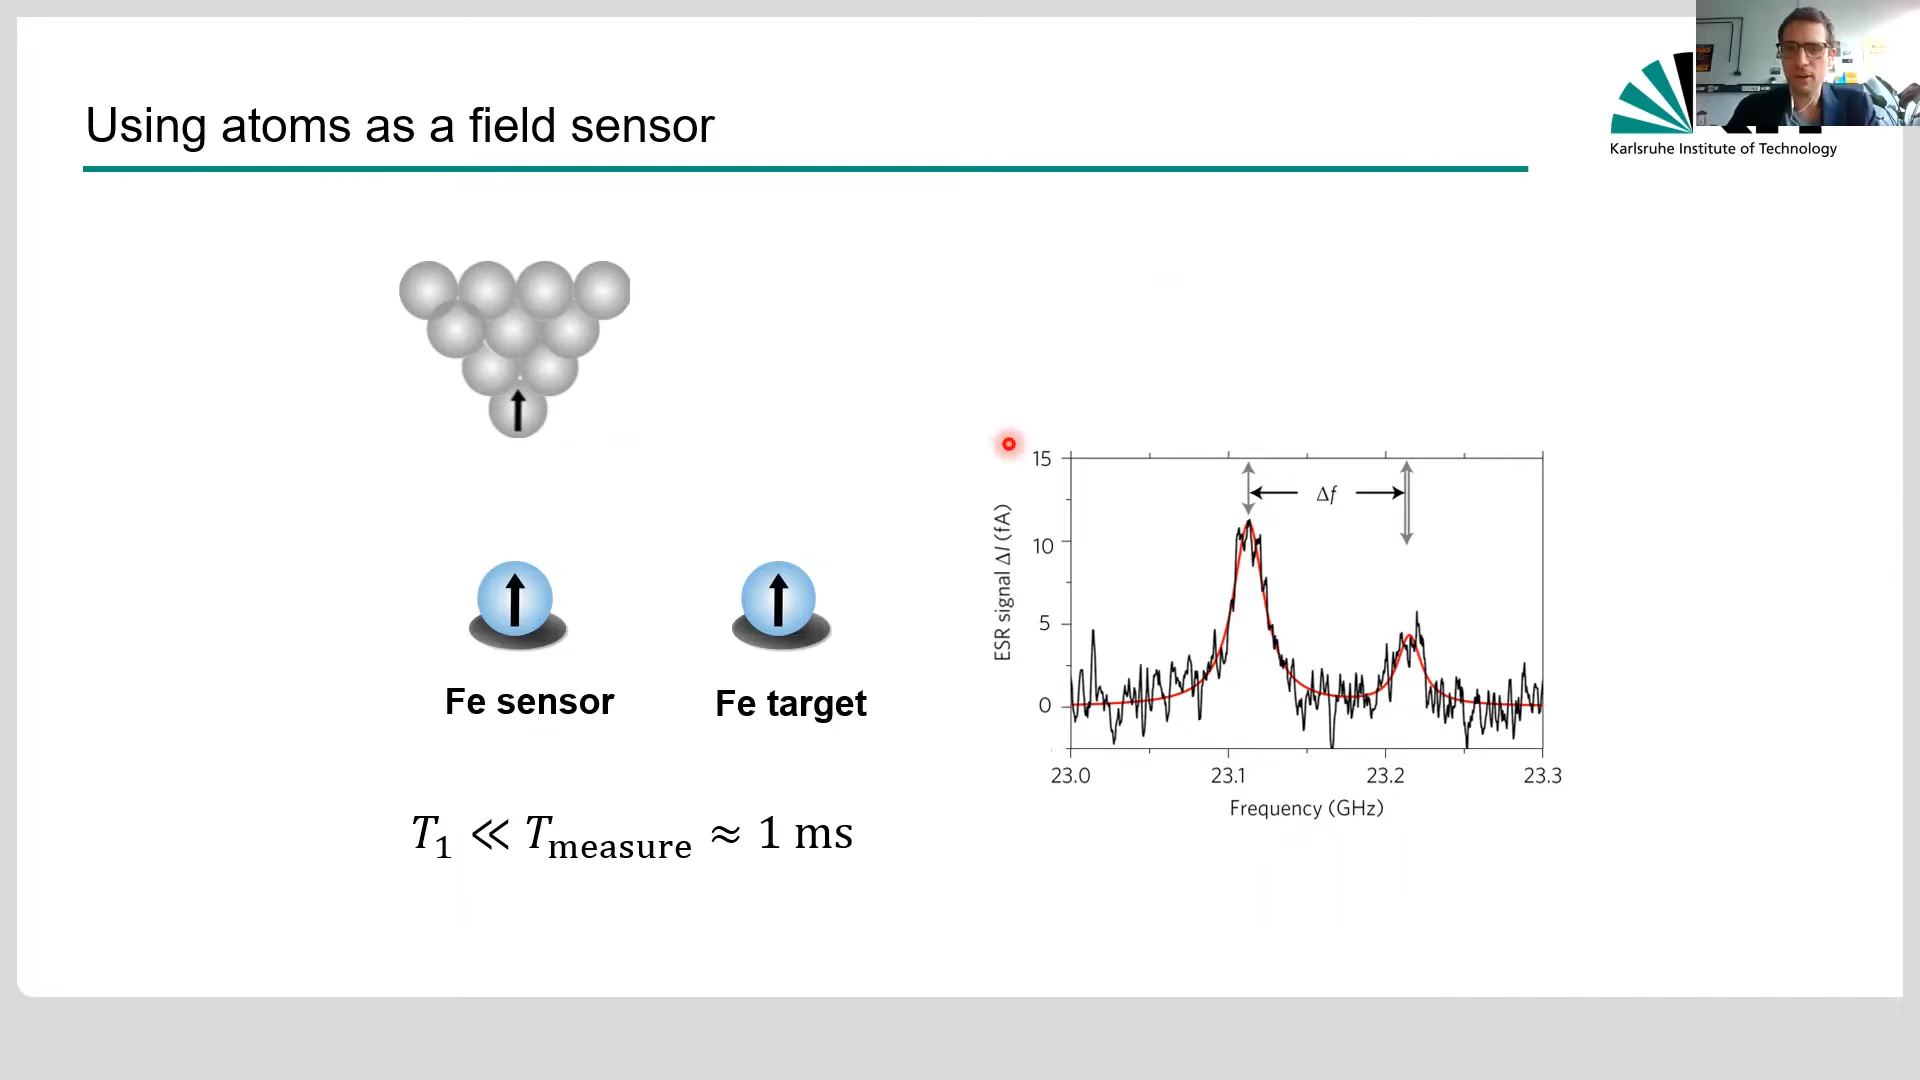 Using atoms as a field sensor
Karlsruhe Institute of Technology
Fe sensor
Fe target
T₁ ≪ Tₘₑₐₛᵤᵣₑ ≈ 1 ms
15
10
5
0
ESR signal ΔI (fA)
Δf
23.0 23.1 23.2 23.3
Frequency (GHz)